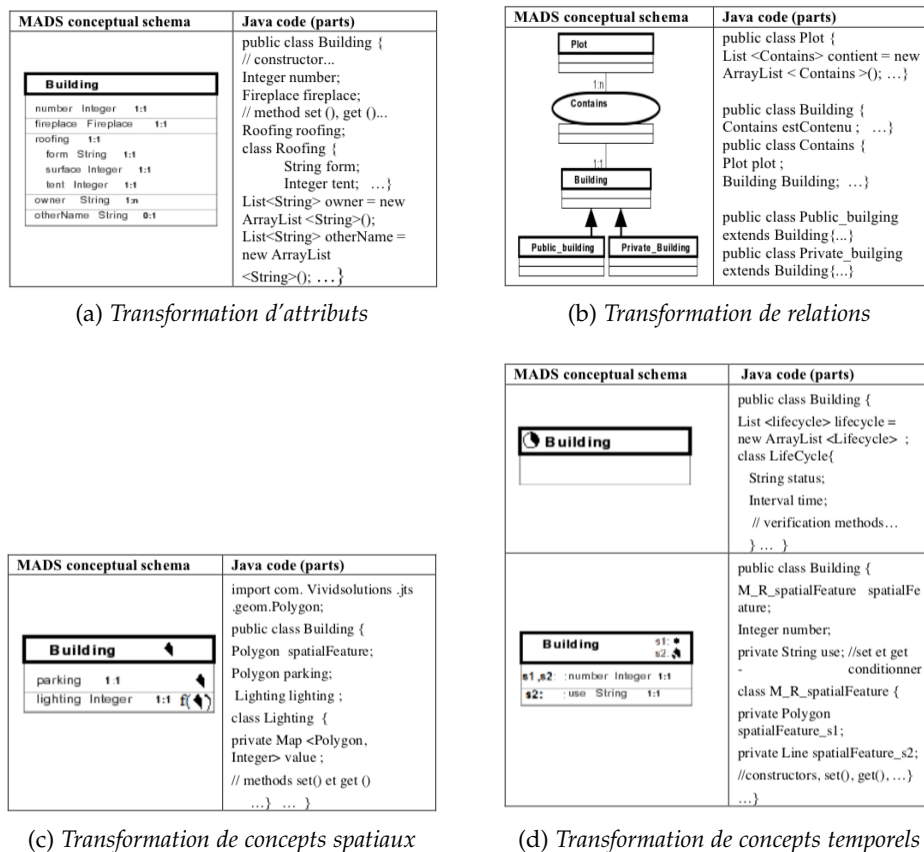 MADS conceptual schema
Java code (parts)
Building
number Integer 1:1
fireplace Fireplace 1:1
roofing 1:1
form String 1:1
surface Integer 1:1
tent Integer 1:1
owner String 1:n
otherName String 0:1
public class Building {
// constructor...
Integer number;
Fireplace fireplace;
// method set (), get ()...
Roofing roofing;
class Roofing {
String form;
Integer tent; …}
List<String> owner = new
ArrayList <String>();
List<String> otherName =
new ArrayList
<String>(); …}
(a) Transformation d'attributs
MADS conceptual schema
Java code (parts)
Plot
1:n
Contains
1:1
Building
Public_building
Private_Building
public class Plot {
List <Contains> contient = new
ArrayList < Contains >(); …}
public class Building {
Contains estContenu ; …}
public class Contains {
Plot plot ;
Building Building; …}
public class Public_builging
extends Building{...}
public class Private_builging
extends Building{...}
(b) Transformation de relations
MADS conceptual schema
Java code (parts)
Building
parking 1:1
lighting Integer 1:1 f( )
import com. Vividsolutions .jts
.geom.Polygon;
public class Building {
Polygon spatialFeature;
Polygon parking;
Lighting lighting ;
class Lighting {
private Map <Polygon,
Integer> value ;
// methods set() et get ()
…} … }
(c) Transformation de concepts spatiaux
MADS conceptual schema
Java code (parts)
Building
public class Building {
List <lifecycle> lifecycle =
new ArrayList <Lifecycle> ;
class LifeCycle{
String status;
Interval time;
// verification methods…
} … }
Building
s1:
s2:
s1 ,s2: :number Integer 1:1
s2: :use String 1:1
public class Building {
M_R_spatialFeature spatialFe
ature;
Integer number;
private String use; //set et get
- conditionner
class M_R_spatialFeature {
private Polygon
spatialFeature_s1;
private Line spatialFeature_s2;
//constructors, set(), get(), …}
…}
(d) Transformation de concepts temporels